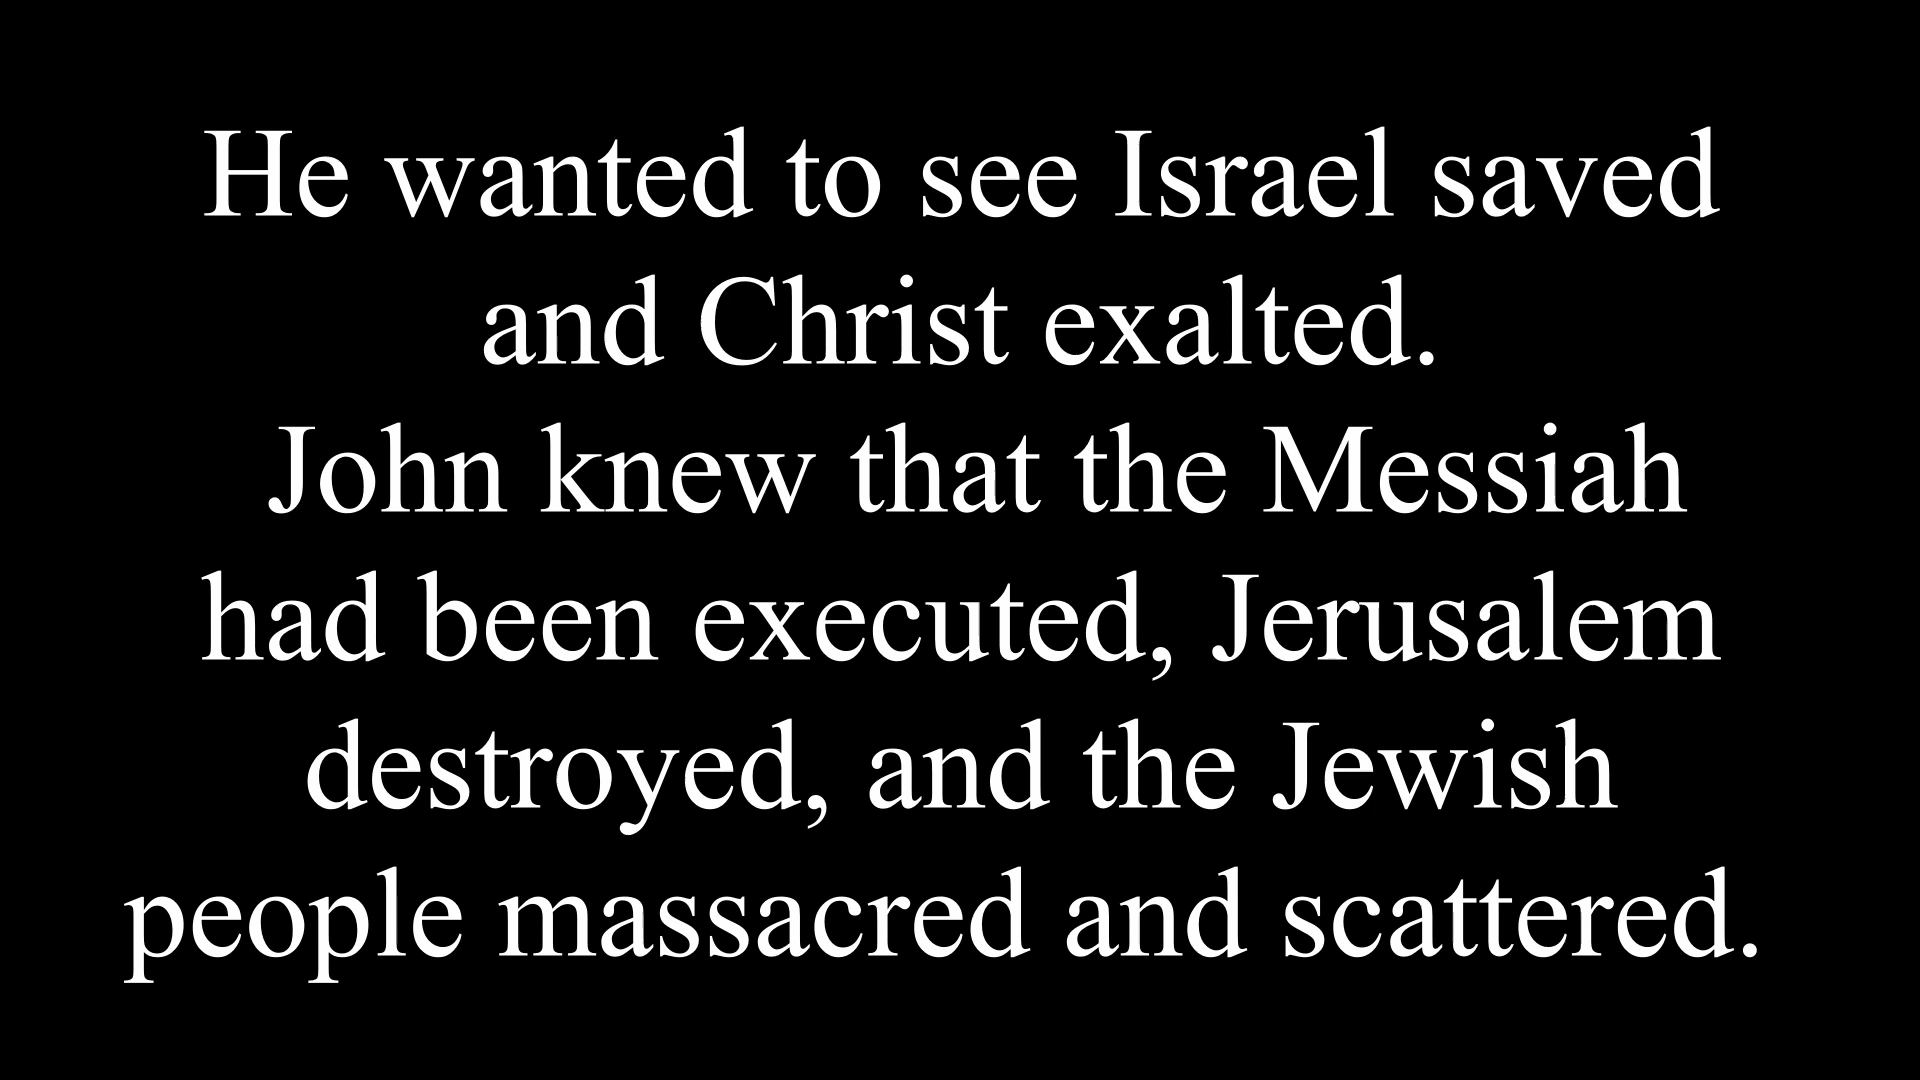 He wanted to see Israel saved
and Christ exalted.
John knew that the Messiah
had been executed, Jerusalem
destroyed, and the Jewish
people massacred and scattered.